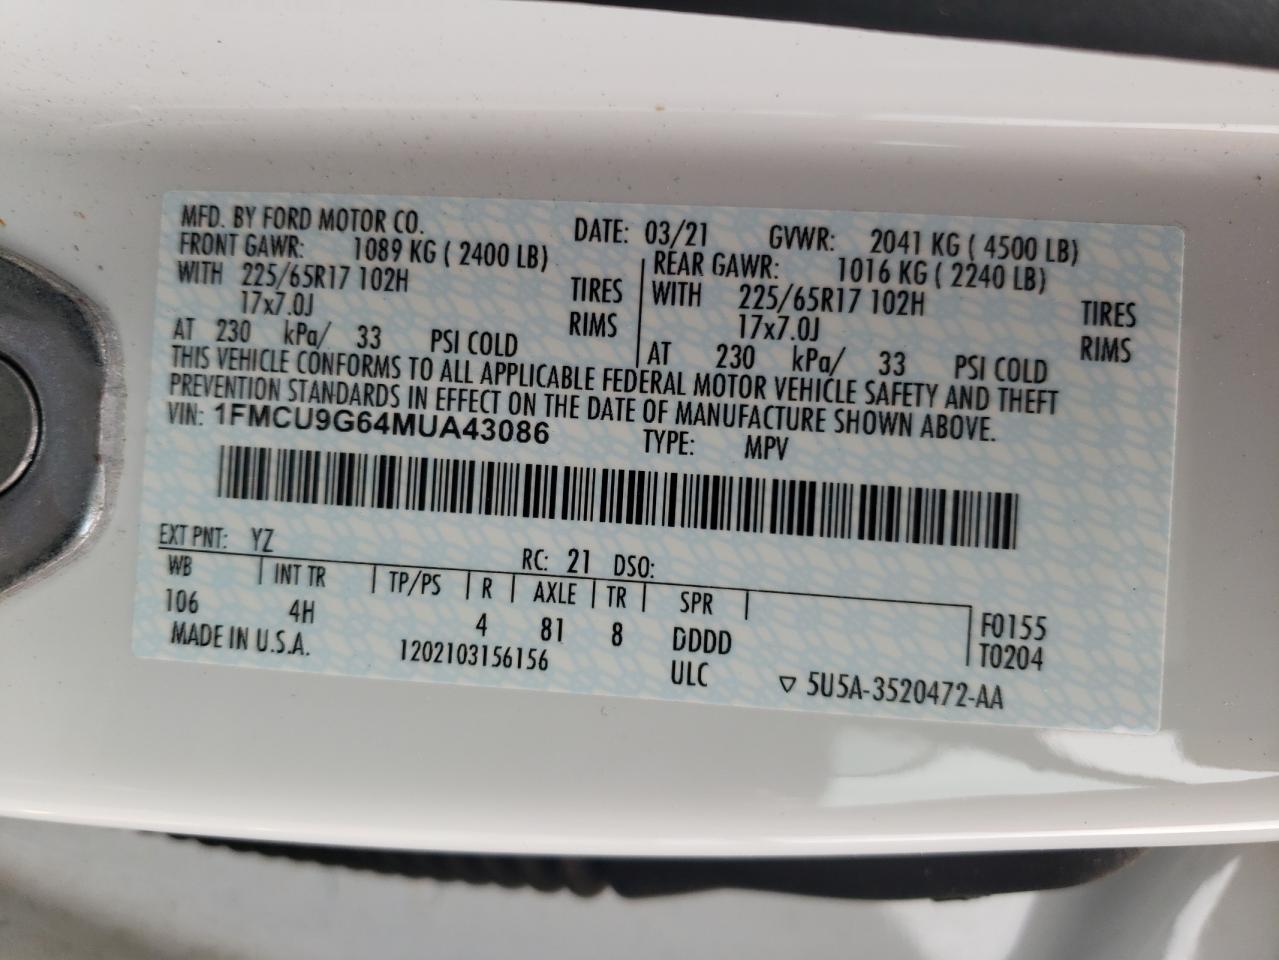 MFD. BY FORD MOTOR CO. DATE: 03/21 GVWR: 2041 KG ( 4500 LB)
FRONT GAWR: 1089 KG ( 2400 LB) REAR GAWR: 1016 KG ( 2240 LB)
WITH 225/65R17 102H TIRES WITH 225/65R17 102H TIRES
17x7.0J RIMS 17x7.0J RIMS
AT 230 kPa/ 33 PSI COLD AT 230 kPa/ 33 PSI COLD
THIS VEHICLE CONFORMS TO ALL APPLICABLE FEDERAL MOTOR VEHICLE SAFETY AND THEFT
PREVENTION STANDARDS IN EFFECT ON THE DATE OF MANUFACTURE SHOWN ABOVE.
VIN: 1FMCU9G64MUA43086 TYPE: MPV
EXT PNT: YZ RC: 21 DSO:
WB INT TR TP/PS R AXLE TR SPR
106 4H 4 81 8 DDDD F0155
MADE IN U.S.A. 1202103156156 ULC T0204
▽ 5U5A-3520472-AA